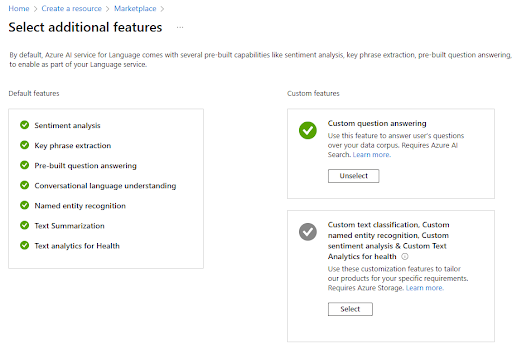 Home > Create a resource > Marketplace >
Select additional features ...
By default, Azure AI service for Language comes with several pre-built capabilities like sentiment analysis, key phrase extraction, pre-built question answering,
to enable as part of your Language service.
Default features
Sentiment analysis
Key phrase extraction
Pre-built question answering
Conversational language understanding
Named entity recognition
Text Summarization
Text analytics for Health
Custom features
Custom question answering
Use this feature to answer user's questions
over your data corpus. Requires Azure AI
Search. Learn more.
Unselect
Custom text classification, Custom
named entity recognition, Custom
sentiment analysis & Custom Text
Analytics for health
Use these customization features to tailor
our products for your specific requirements.
Requires Azure Storage. Learn more.
Select